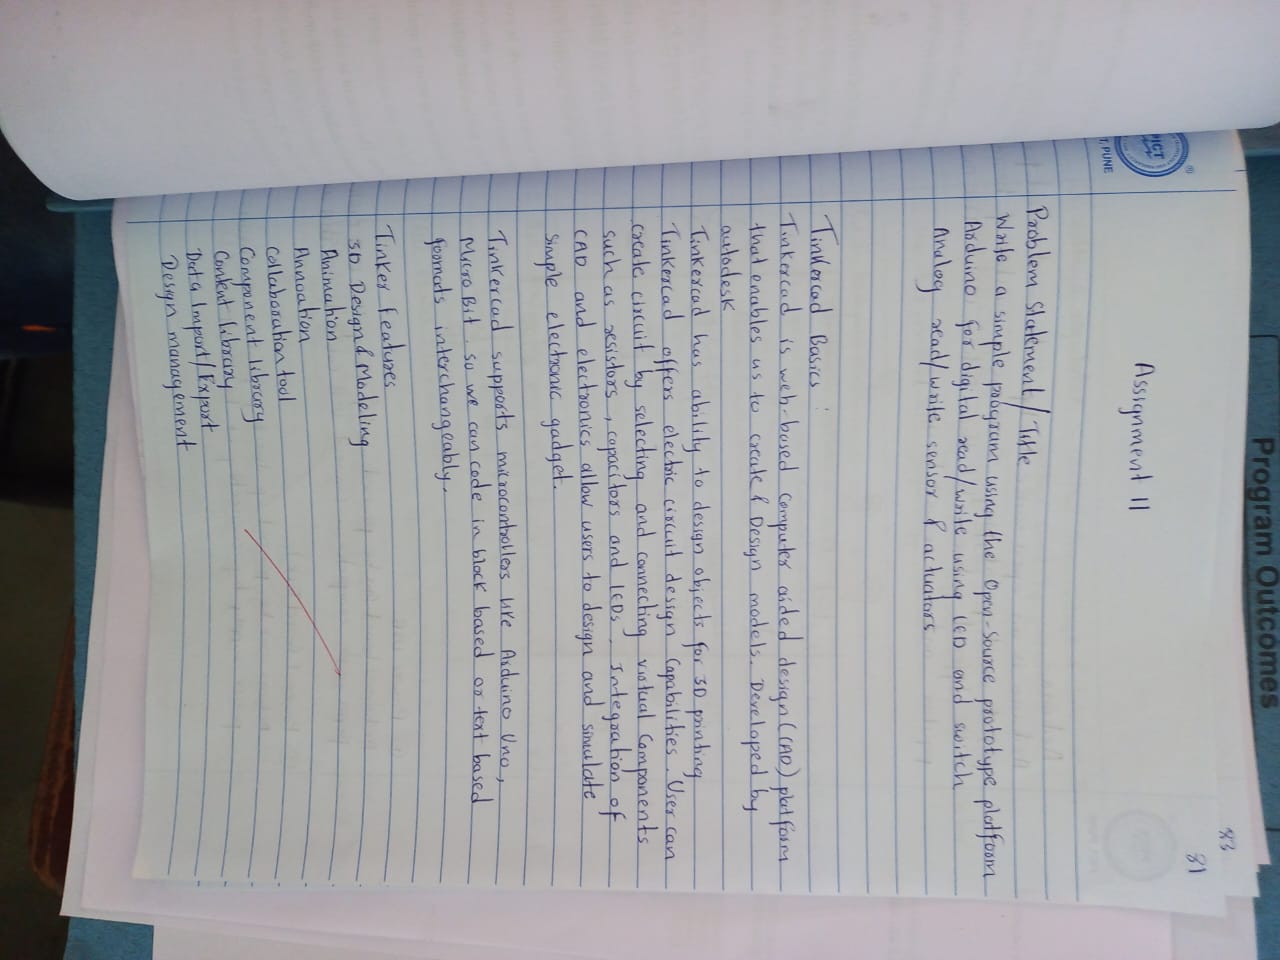 Program Outcomes
83
81
PICT
T, PUNE
Assignment 11
Problem Statement / Title
Write a simple program using the Open-Source prototype platform
Arduino for digital read/write using LED and switch
Analog read/write sensor & actuators
Tinkercad Basics :
Tinkercad is web-based computer aided design (CAD) platform
that enables us to create & Design models. Developed by
autodesk
Tinkercad has ability to design objects for 3D printing
Tinkercad offers electric circuit design capabilities. User can
create circuit by selecting and connecting virtual components
such as resistors, capacitors and LEDs. Integration of
CAD and electronics allow users to design and simulate
simple electronic gadget.
Tinkercad supports microcontrollers like Arduino Uno,
Micro Bit. so we can code in block based or text based
formats interchangeably.
Tinker Features
3D Design & Modeling
Animation
Annoation
Collaboration tool
Component library
Content library
Data Import/Export
Design management